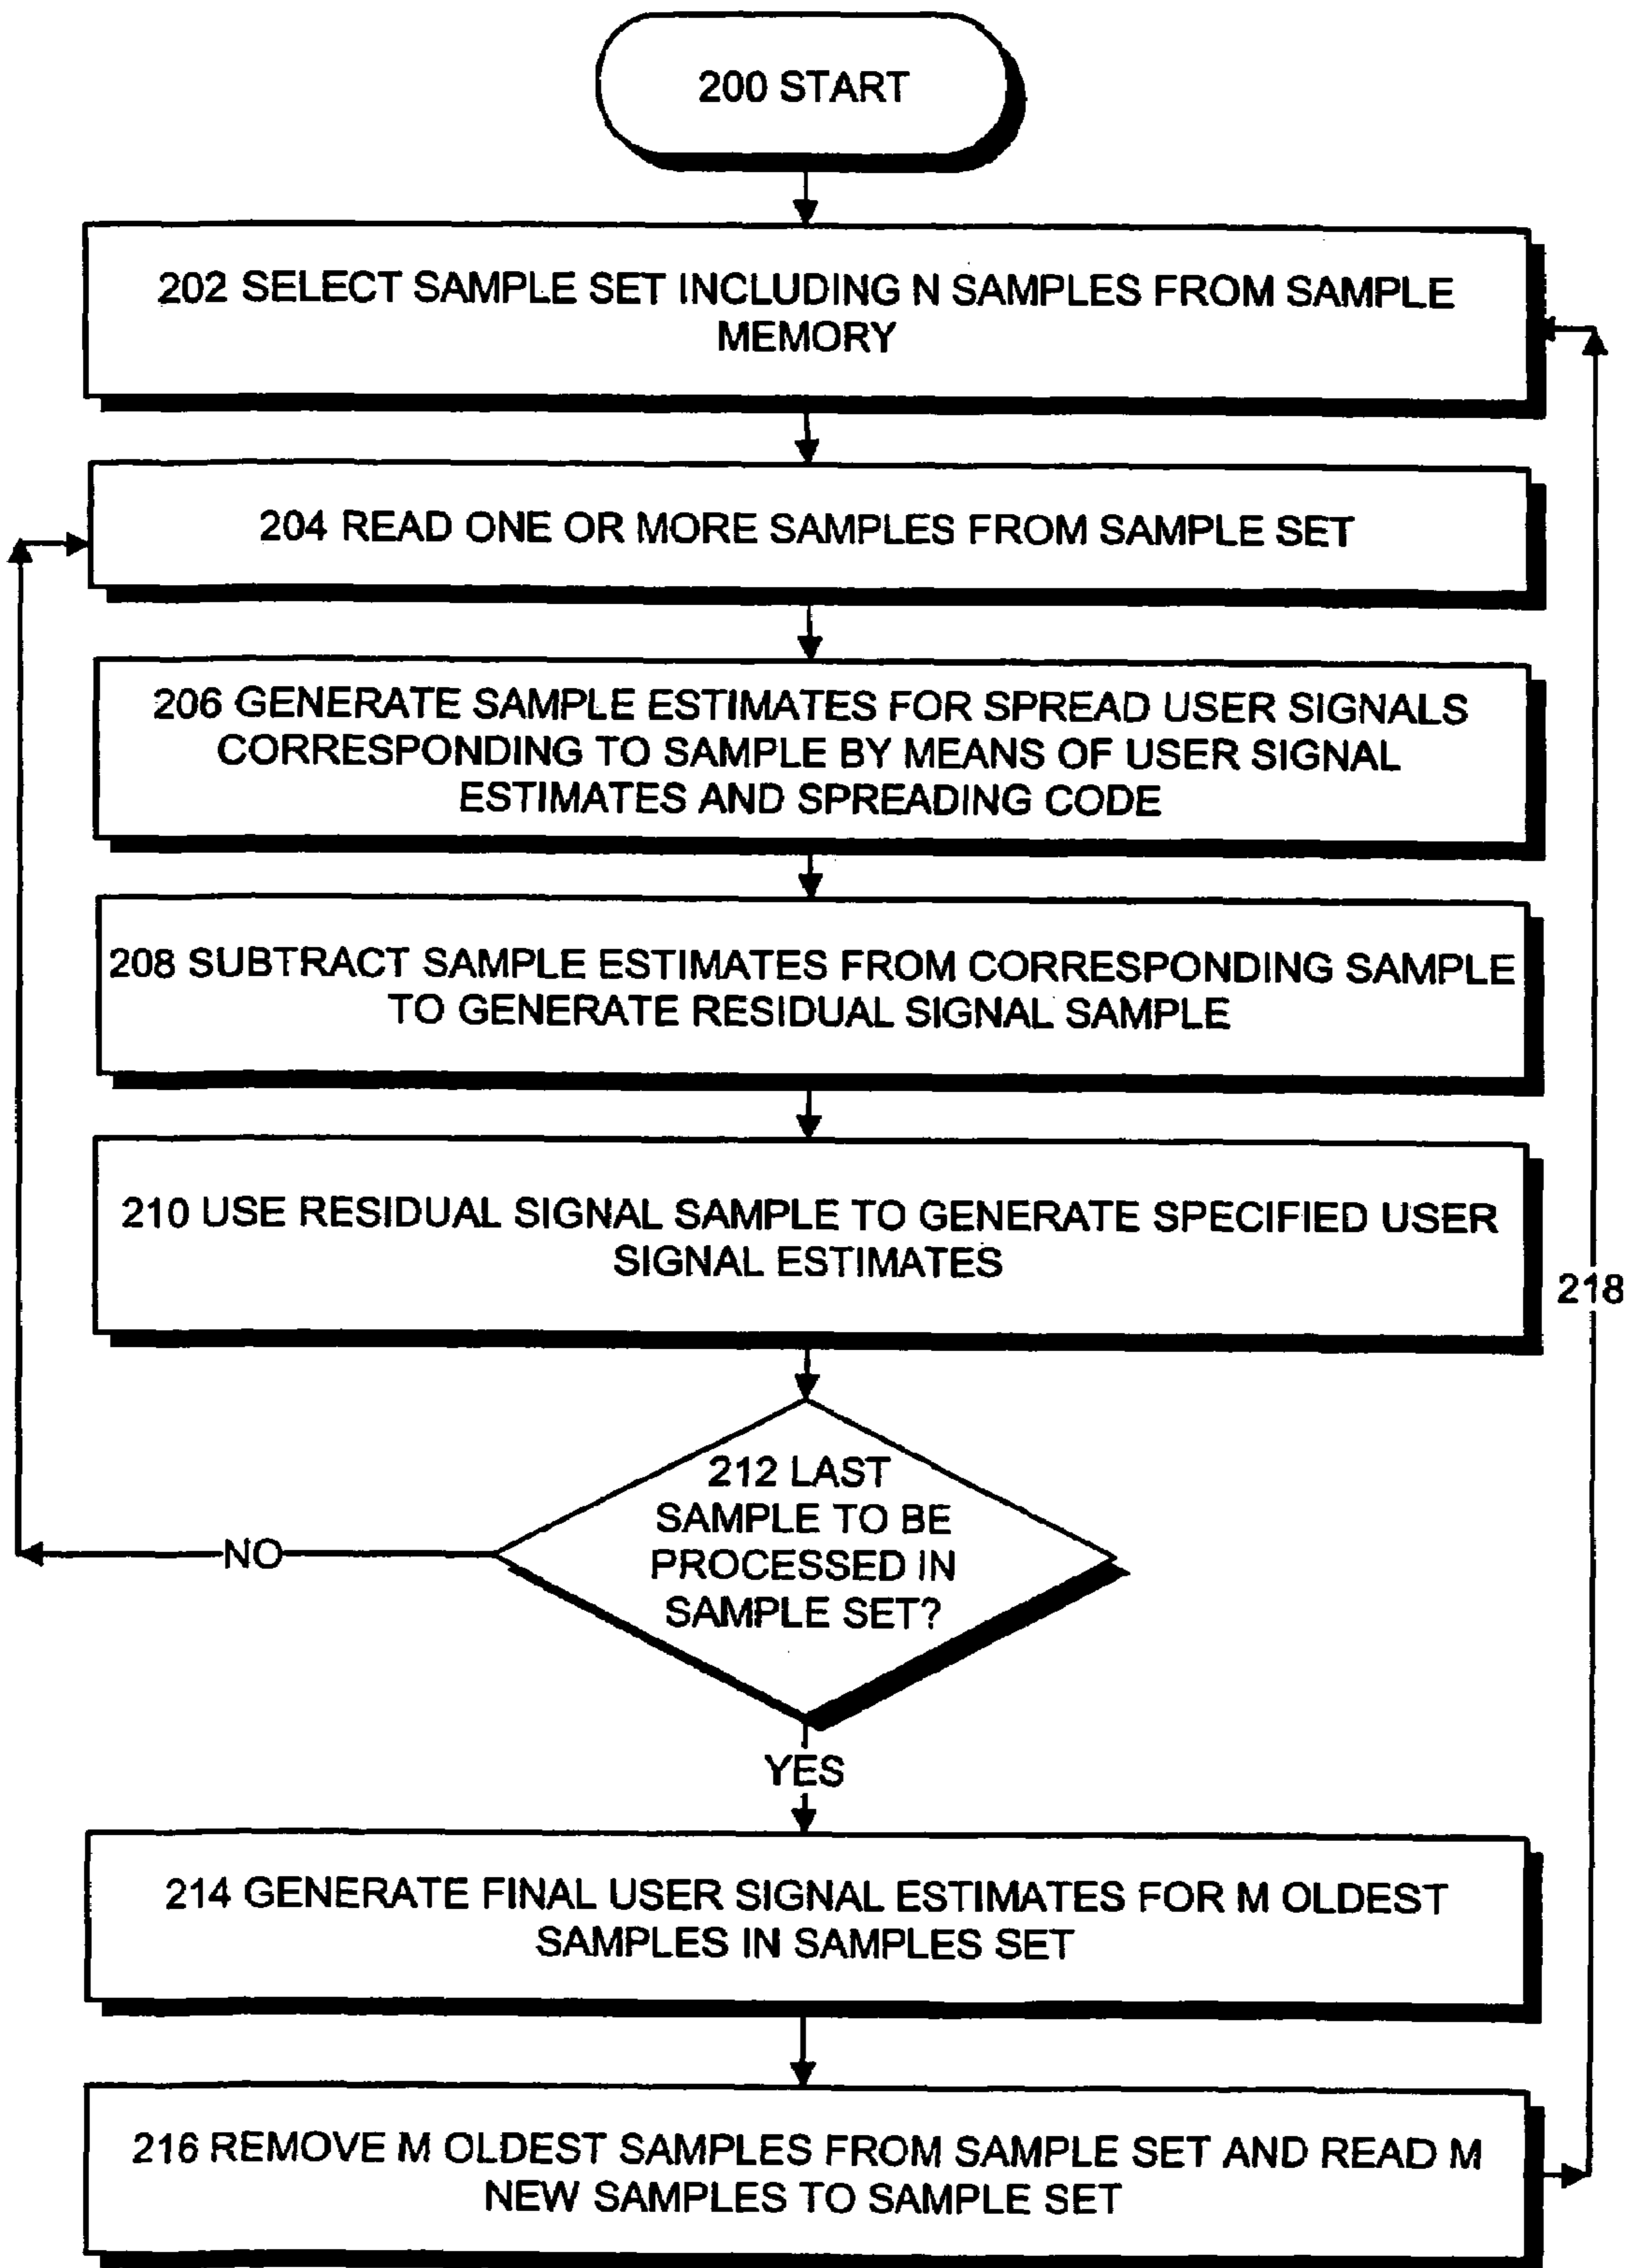 200 START
202 SELECT SAMPLE SET INCLUDING N SAMPLES FROM SAMPLE
MEMORY
204 READ ONE OR MORE SAMPLES FROM SAMPLE SET
206 GENERATE SAMPLE ESTIMATES FOR SPREAD USER SIGNALS
CORRESPONDING TO SAMPLE BY MEANS OF USER SIGNAL
ESTIMATES AND SPREADING CODE
208 SUBTRACT SAMPLE ESTIMATES FROM CORRESPONDING SAMPLE
TO GENERATE RESIDUAL SIGNAL SAMPLE
210 USE RESIDUAL SIGNAL SAMPLE TO GENERATE SPECIFIED USER
SIGNAL ESTIMATES
218
212 LAST
SAMPLE TO BE
PROCESSED IN
SAMPLE SET?
NO
YES
214 GENERATE FINAL USER SIGNAL ESTIMATES FOR M OLDEST
SAMPLES IN SAMPLES SET
216 REMOVE M OLDEST SAMPLES FROM SAMPLE SET AND READ M
NEW SAMPLES TO SAMPLE SET